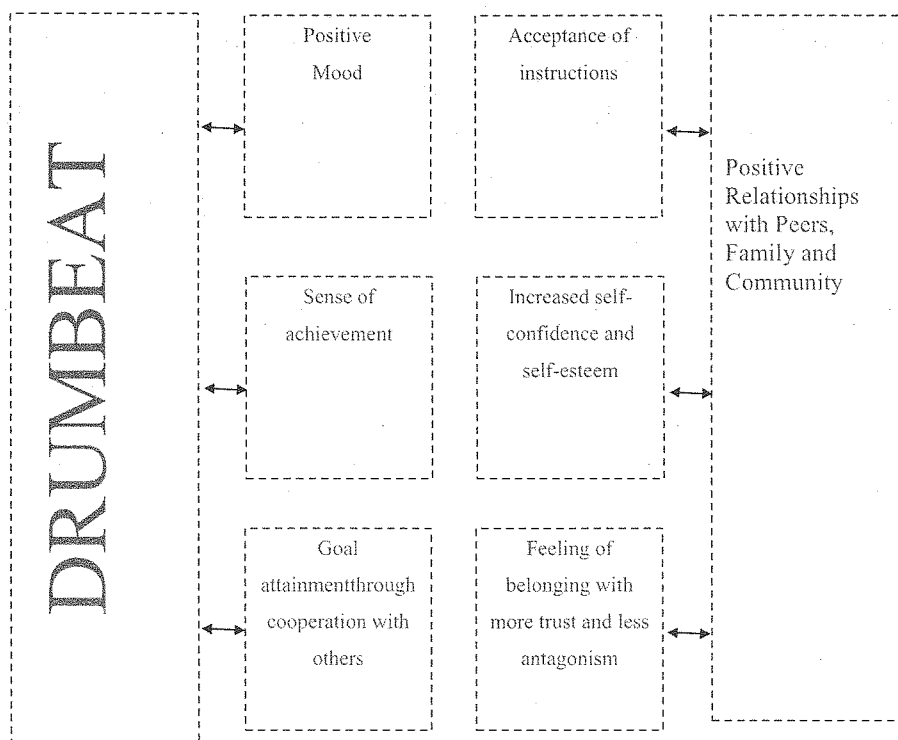 DRUMBEAT
Positive
Mood
Acceptance of
instructions
Sense of
achievement
Increased self-
confidence and
self-esteem
Goal
attainmentthrough
cooperation with
others
Feeling of
belonging with
more trust and less
antagonism
Positive
Relationships
with Peers,
Family and
Community